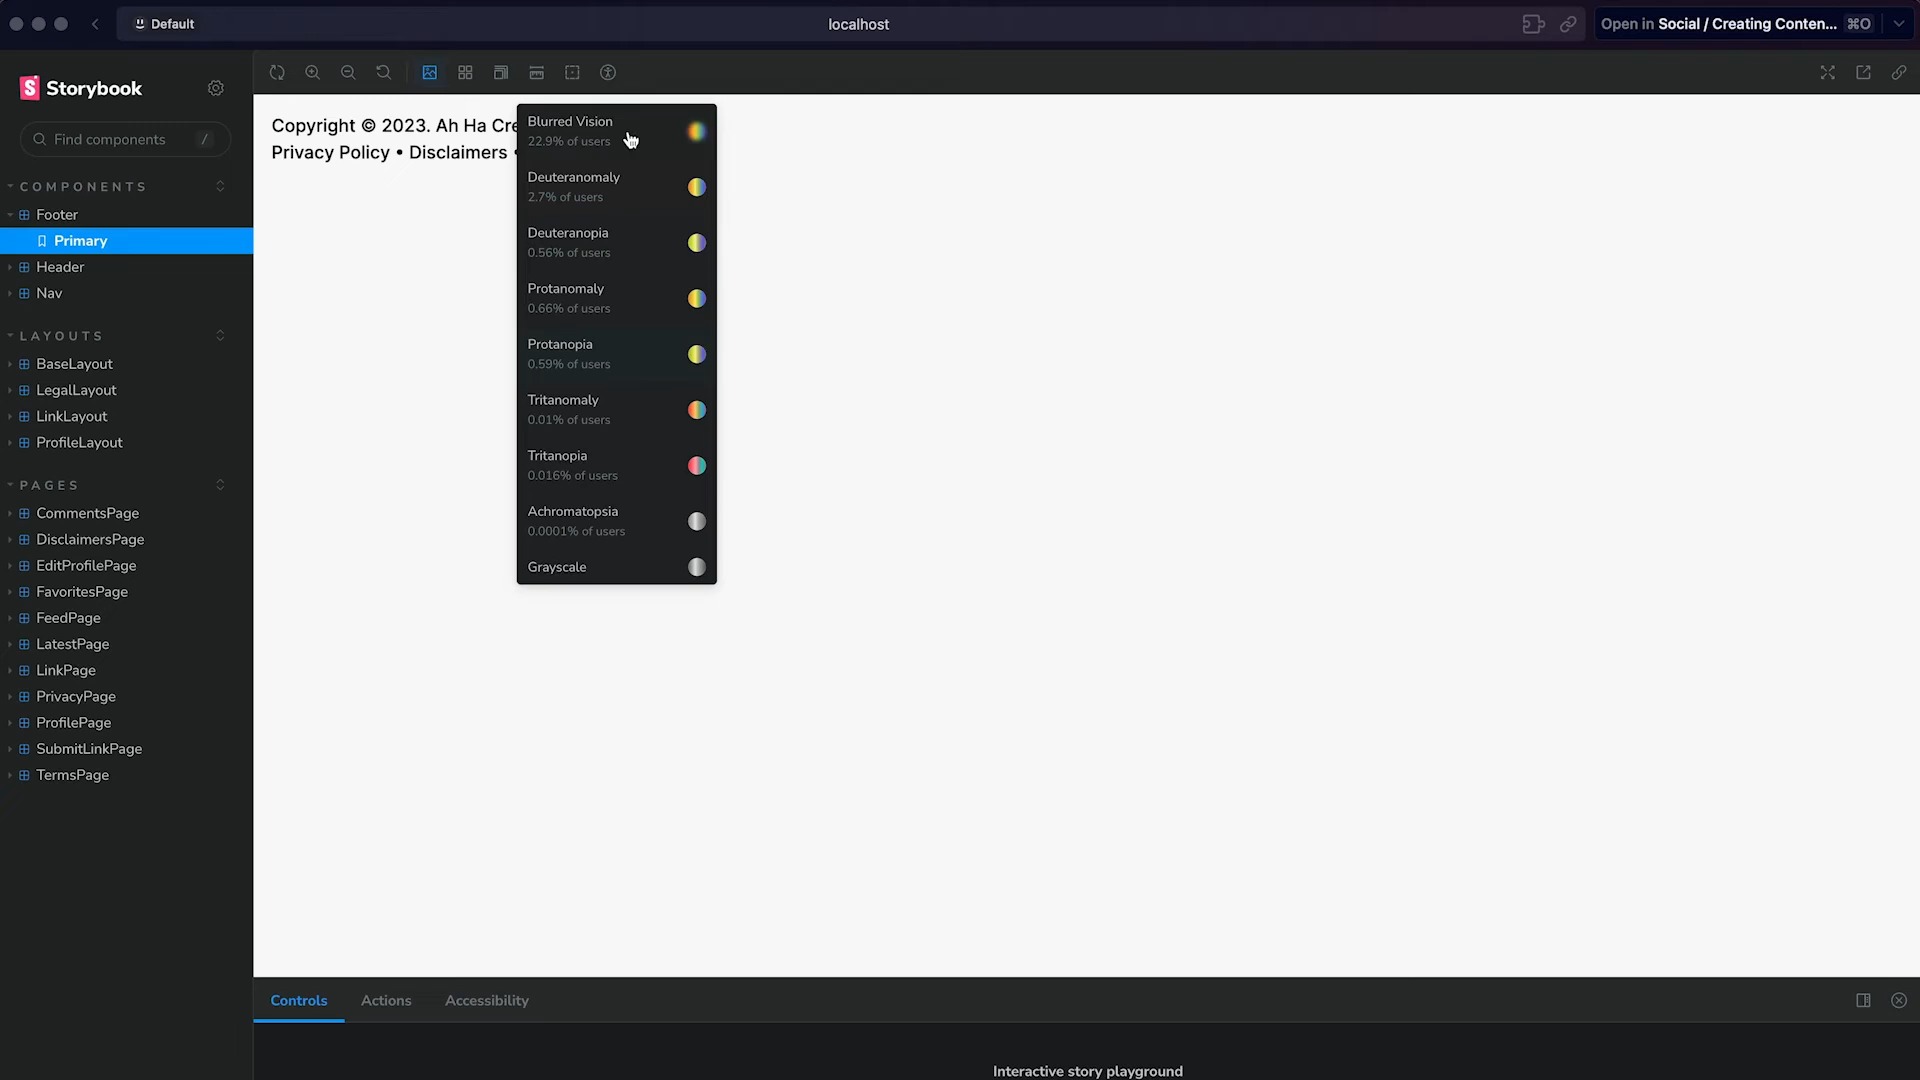 Default
localhost
Open in Social / Creating Conten... ⌘O
Storybook
Find components /
COMPONENTS
Footer
Primary
Header
Nav
LAYOUTS
BaseLayout
LegalLayout
LinkLayout
ProfileLayout
PAGES
CommentsPage
DisclaimersPage
EditProfilePage
FavoritesPage
FeedPage
LatestPage
LinkPage
PrivacyPage
ProfilePage
SubmitLinkPage
TermsPage
Copyright © 2023. Ah Ha Cre
Privacy Policy • Disclaimers •
Blurred Vision
22.9% of users
Deuteranomaly
2.7% of users
Deuteranopia
0.56% of users
Protanomaly
0.66% of users
Protanopia
0.59% of users
Tritanomaly
0.01% of users
Tritanopia
0.016% of users
Achromatopsia
0.0001% of users
Grayscale
Controls Actions Accessibility
Interactive story playground